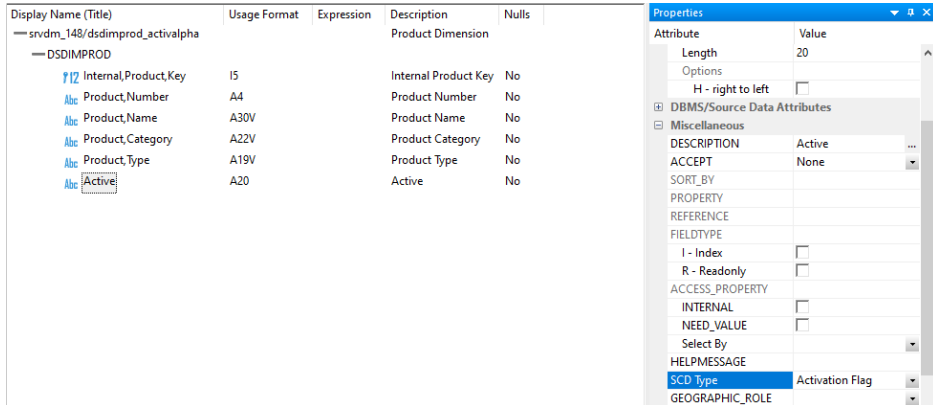 Display Name (Title) Usage Format Expression Description Nulls
srvdm_148/dsdimprod_activalpha Product Dimension
DSDIMPROD
Internal,Product,Key I5 Internal Product Key No
Product,Number A4 Product Number No
Product,Name A30V Product Name No
Product,Category A22V Product Category No
Product,Type A19V Product Type No
Active A20 Active No
Properties
Attribute Value
Length 20
Options
H - right to left
DBMS/Source Data Attributes
Miscellaneous
DESCRIPTION Active ...
ACCEPT None
SORT_BY
PROPERTY
REFERENCE
FIELDTYPE
I - Index
R - Readonly
ACCESS_PROPERTY
INTERNAL
NEED_VALUE
Select By
HELPMESSAGE
SCD Type Activation Flag
GEOGRAPHIC_ROLE